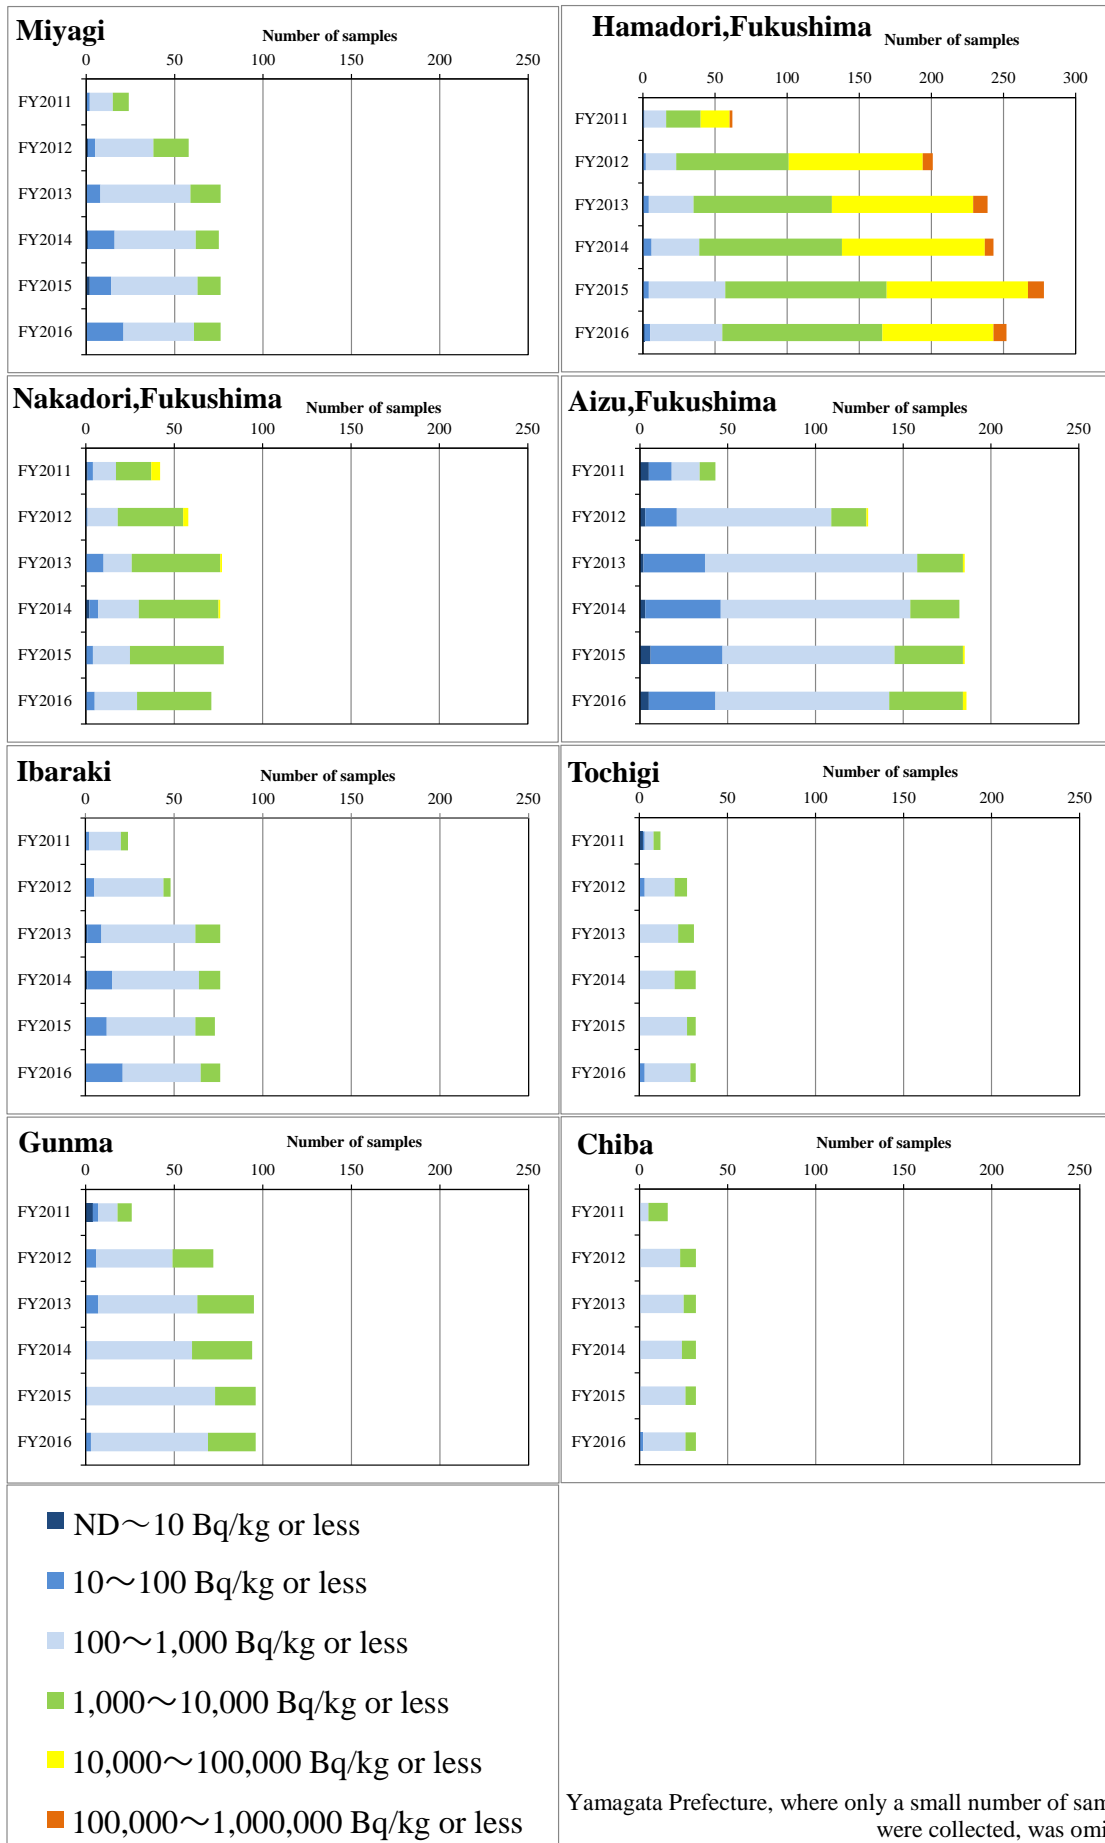 Miyagi
Number of samples
0 50 100 150 200 250
FY2011
FY2012
FY2013
FY2014
FY2015
FY2016
Hamadori,Fukushima
Number of samples
0 50 100 150 200 250 300
FY2011
FY2012
FY2013
FY2014
FY2015
FY2016
Nakadori,Fukushima
Number of samples
0 50 100 150 200 250
FY2011
FY2012
FY2013
FY2014
FY2015
FY2016
Aizu,Fukushima
Number of samples
0 50 100 150 200 250
FY2011
FY2012
FY2013
FY2014
FY2015
FY2016
Ibaraki
Number of samples
0 50 100 150 200 250
FY2011
FY2012
FY2013
FY2014
FY2015
FY2016
Tochigi
Number of samples
0 50 100 150 200 250
FY2011
FY2012
FY2013
FY2014
FY2015
FY2016
Gunma
Number of samples
0 50 100 150 200 250
FY2011
FY2012
FY2013
FY2014
FY2015
FY2016
Chiba
Number of samples
0 50 100 150 200 250
FY2011
FY2012
FY2013
FY2014
FY2015
FY2016
ND～10 Bq/kg or less
10～100 Bq/kg or less
100～1,000 Bq/kg or less
1,000～10,000 Bq/kg or less
10,000～100,000 Bq/kg or less
100,000～1,000,000 Bq/kg or less
Yamagata Prefecture, where only a small number of sam
were collected, was omi